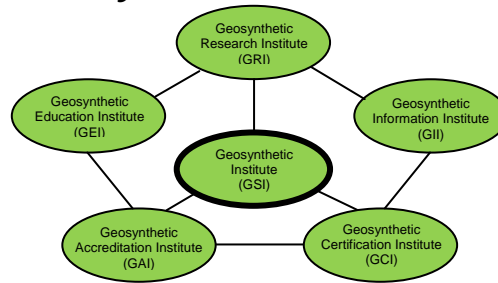 Geosynthetic
Research Institute
(GRI)
Geosynthetic
Education Institute
(GEI)
Geosynthetic
Information Institute
(GII)
Geosynthetic
Institute
(GSI)
Geosynthetic
Accreditation Institute
(GAI)
Geosynthetic
Certification Institute
(GCI)